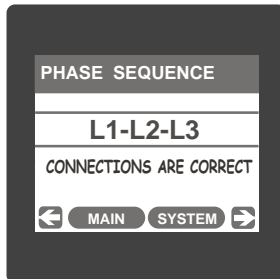 PHASE SEQUENCE
L1-L2-L3
CONNECTIONS ARE CORRECT
MAIN SYSTEM